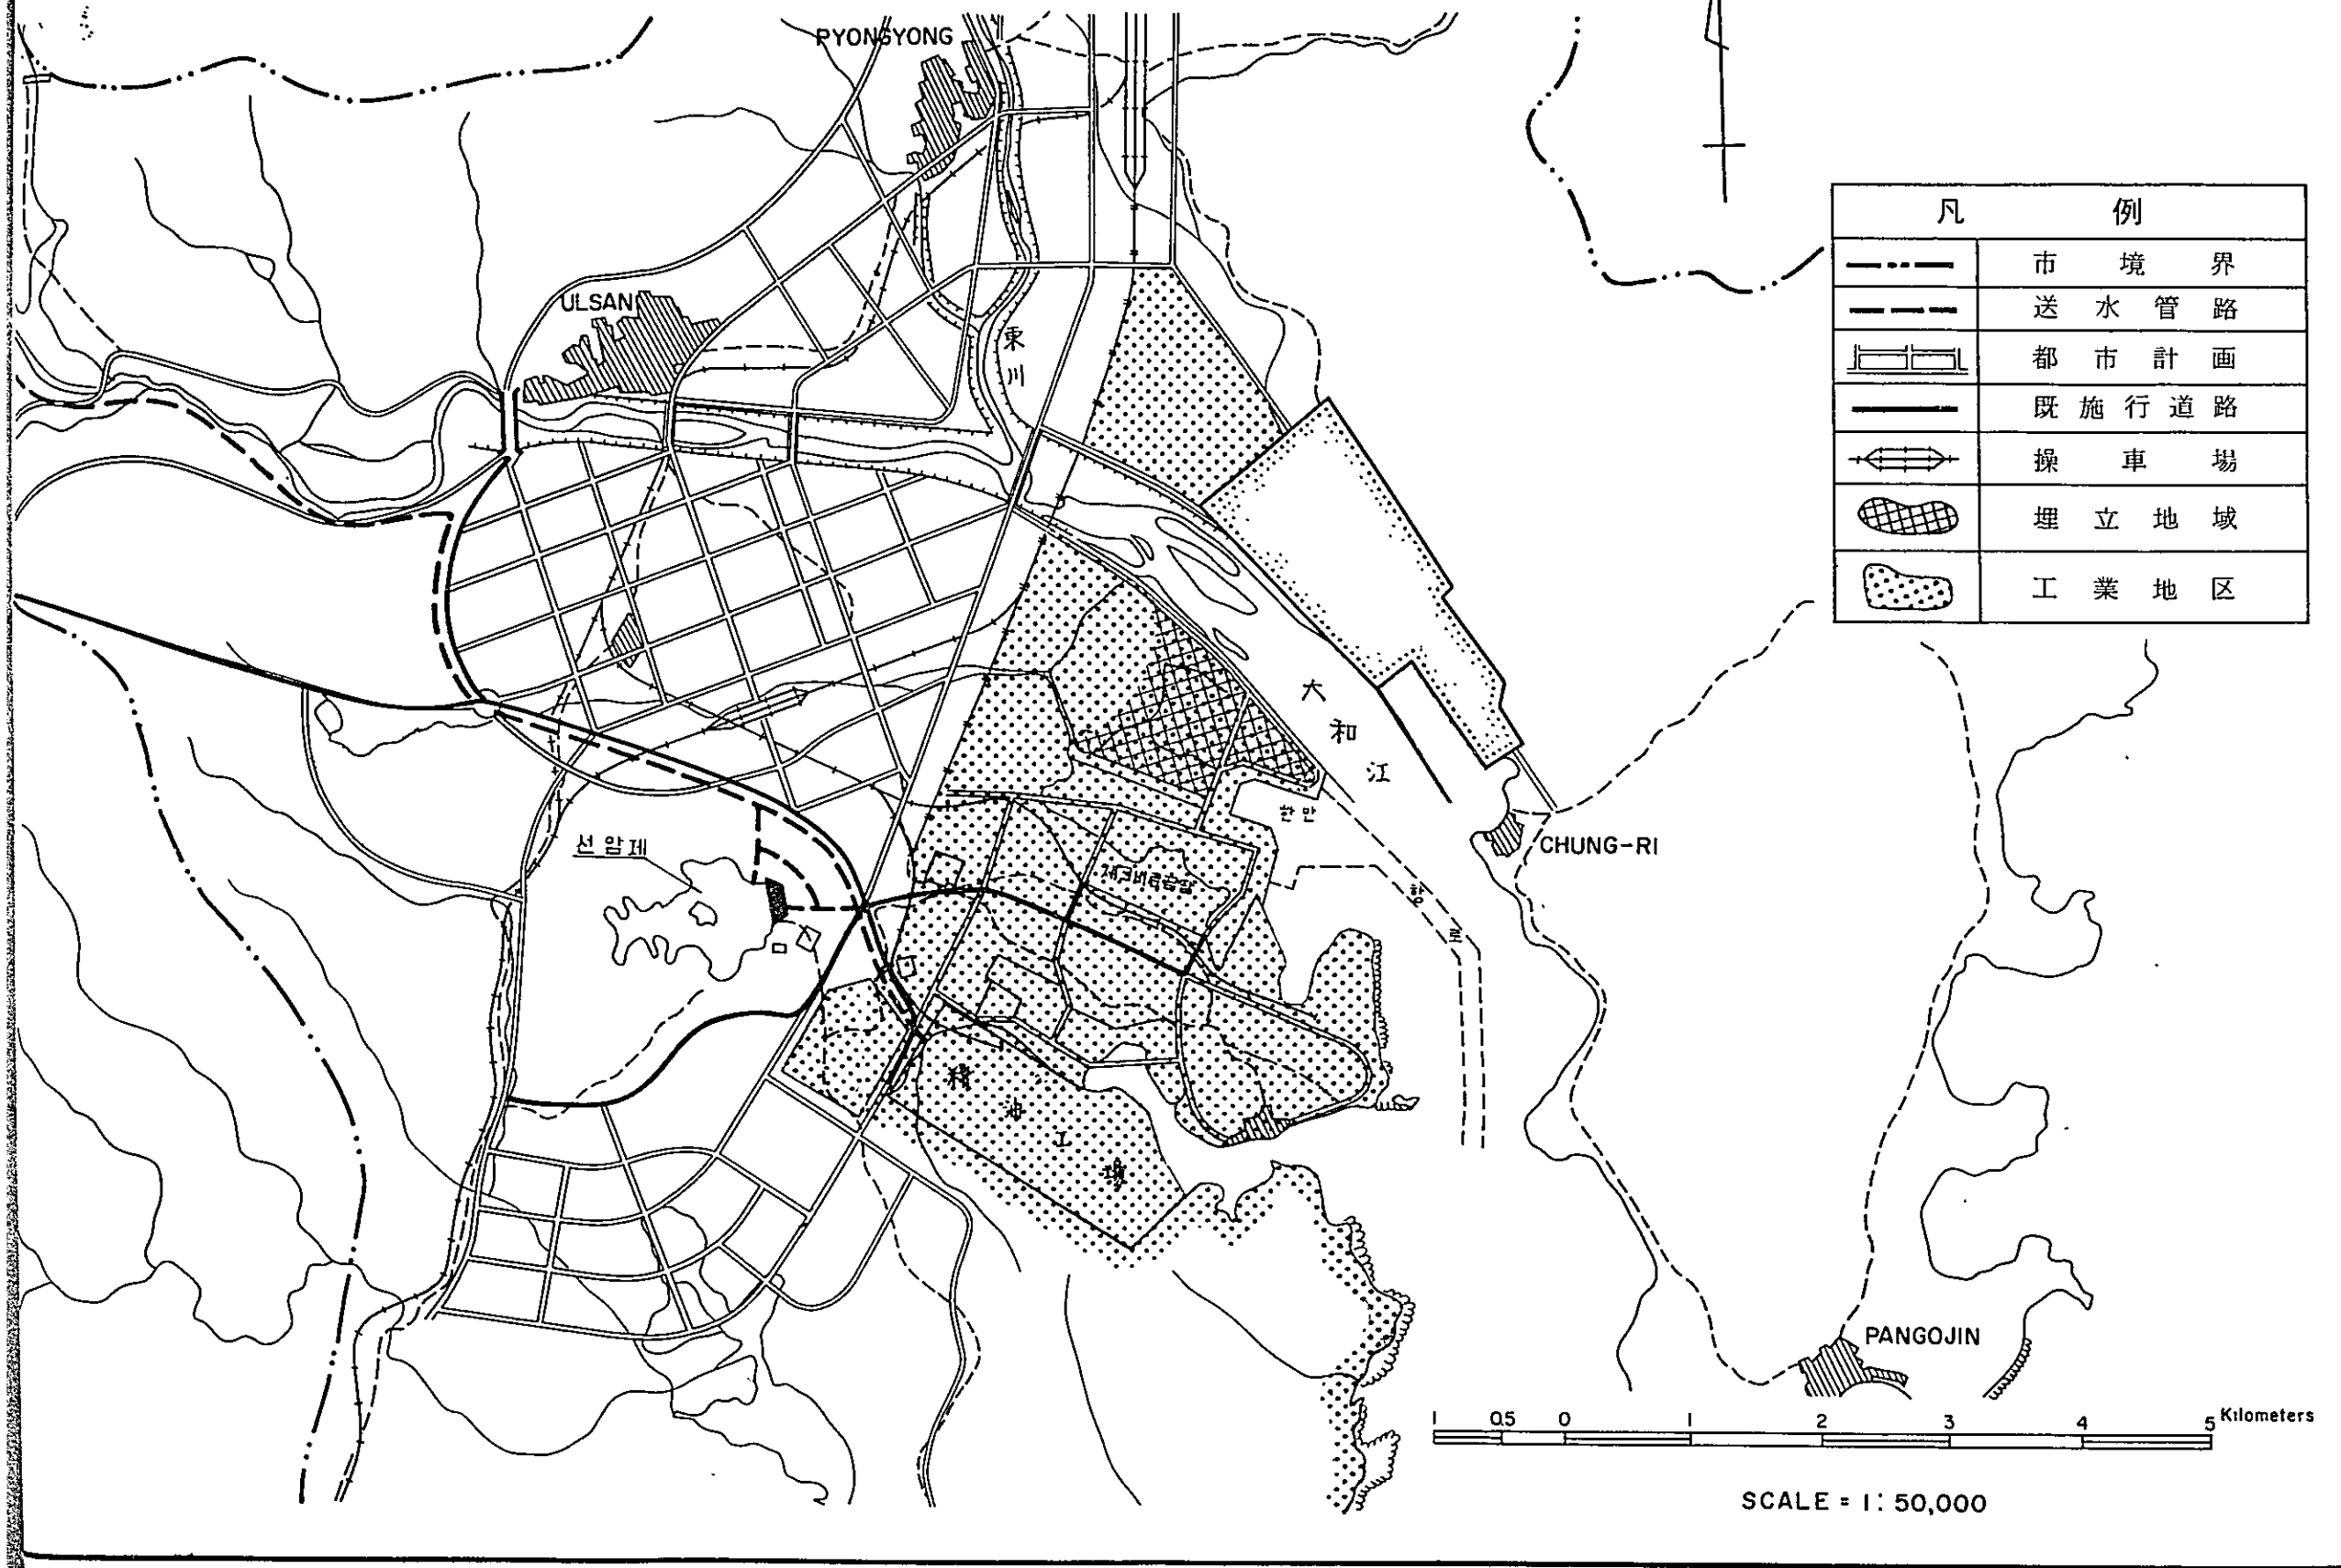 PYONGYONG
ULSAN
東川
凡例
市境界
送水管路
都市計画
既施行道路
操車場
埋立地域
工業地区
大和江
한만
선암제
CHUNG-RI
항로
精油工場
PANGOJIN
1 0.5 0 1 2 3 4 5 Kilometers
SCALE = 1:50,000